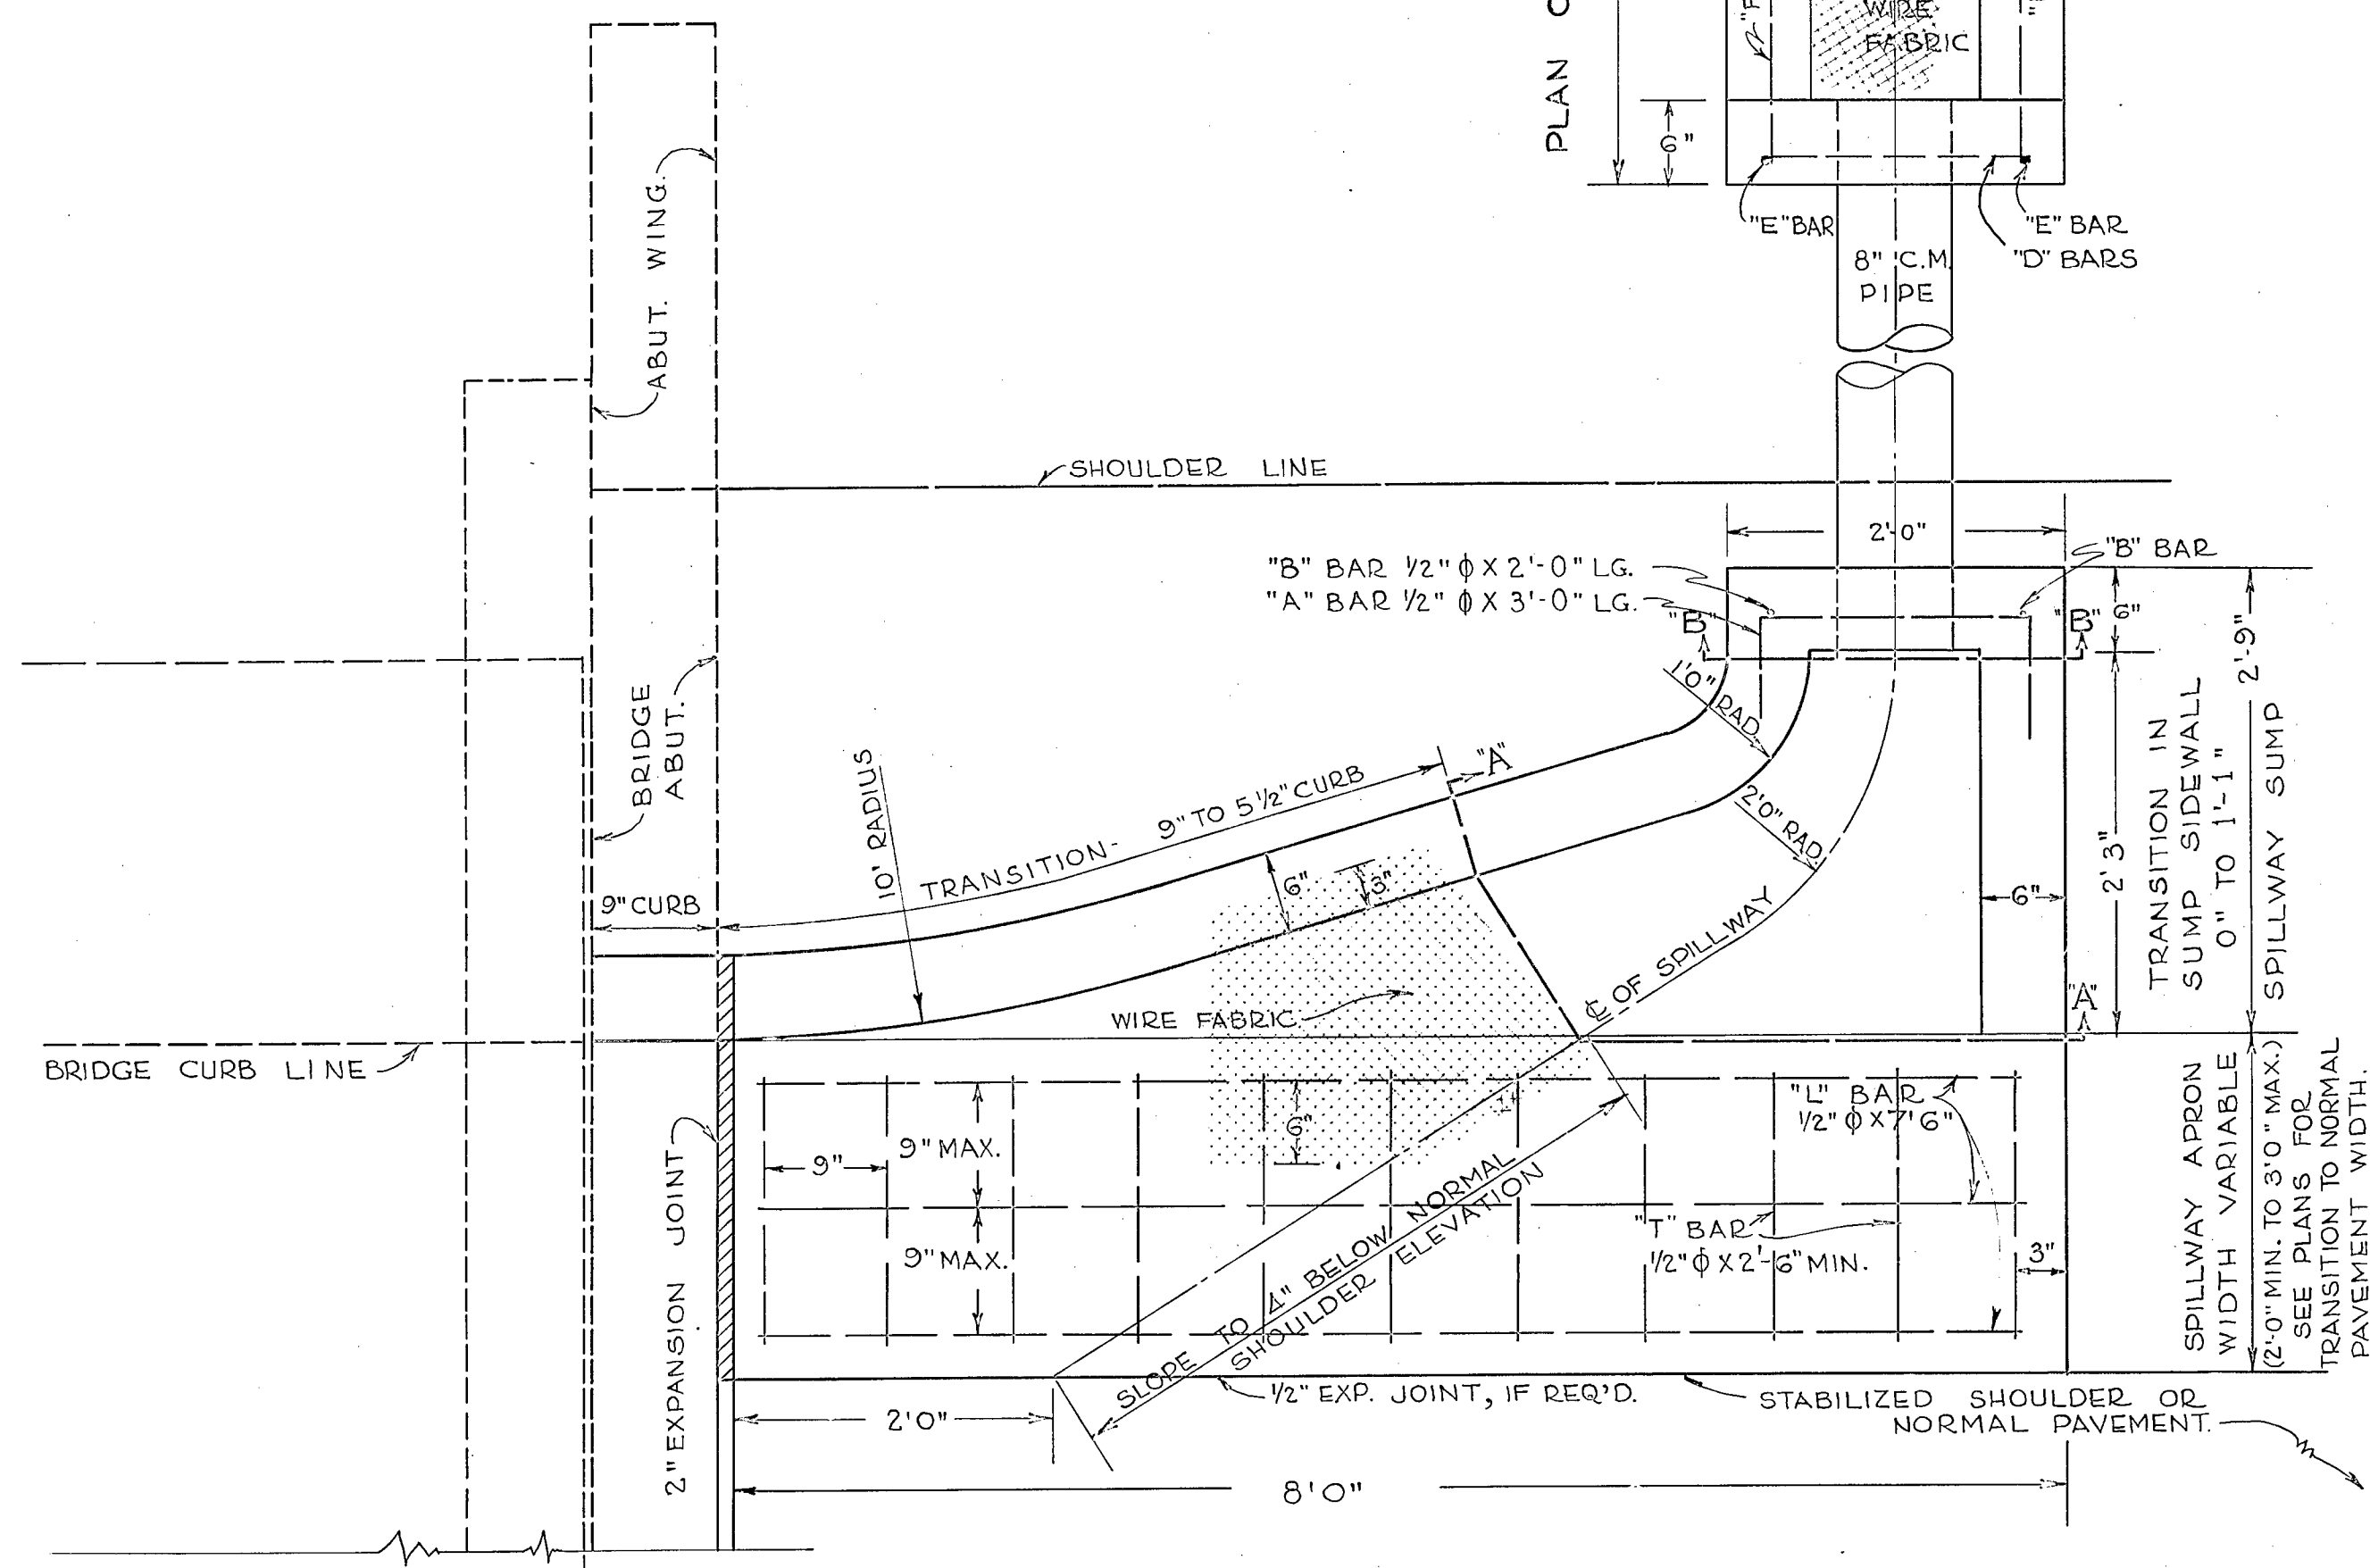 PLAN
WIRE
FABRIC
6"
"E" BAR
"E" BAR
"D" BARS
8" C.M.
PIPE
ABUT. WING.
SHOULDER LINE
2'-0"
"B" BAR 1/2" ϕ X 2'-0" LG.
"A" BAR 1/2" ϕ X 3'-0" LG.
"B" BAR
"B"
"B"
6"
2'-9"
BRIDGE
ABUT.
1'0" RAD.
"A"
10' RADIUS
TRANSITION- 9" TO 5 1/2" CURB
2'0" RAD.
9" CURB
6"
3"
6"
2'3"
TRANSITION IN
SUMP SIDEWALL
0" TO 1'-1"
SPILLWAY SUMP
WIRE FABRIC
℄ OF SPILLWAY
"A"
BRIDGE CURB LINE
2" EXPANSION JOINT
9"
9" MAX.
9" MAX.
6"
"L" BAR
1/2" ϕ X 7'6"
"T" BAR
1/2" ϕ X 2'-6" MIN.
3"
SLOPE TO 4" BELOW NORMAL
SHOULDER ELEVATION
SPILLWAY APRON
WIDTH VARIABLE
(2'-0" MIN. TO 3'0" MAX.)
SEE PLANS FOR
TRANSITION TO NORMAL
PAVEMENT WIDTH.
1/2" EXP. JOINT, IF REQ'D.
STABILIZED SHOULDER OR
NORMAL PAVEMENT.
2'0"
8'0"